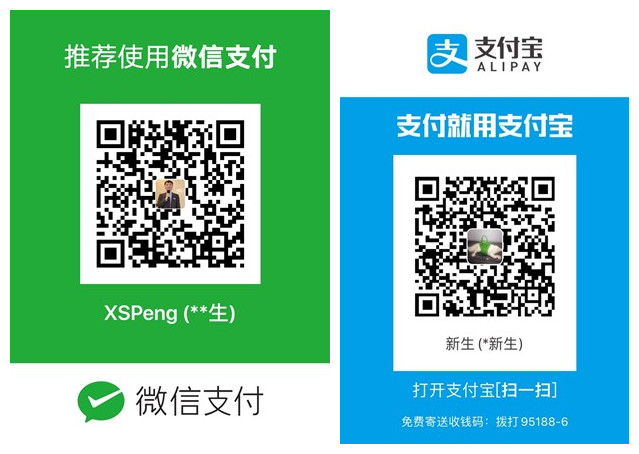 推荐使用微信支付
XSPeng (**生)
微信支付
支付宝
ALIPAY
支付就用支付宝
新生 (*新生)
打开支付宝[扫一扫]
免费寄送收钱码：拨打 95188-6